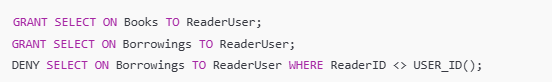 GRANT SELECT ON Books TO ReaderUser;
GRANT SELECT ON Borrowings TO ReaderUser;
DENY SELECT ON Borrowings TO ReaderUser WHERE ReaderID <> USER_ID();